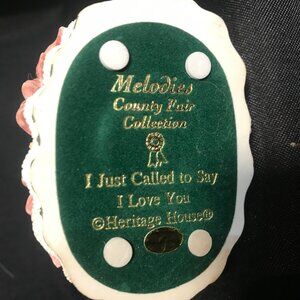 Melodies
County Fair
Collection
I Just Called to Say
I Love You
©Heritage House®